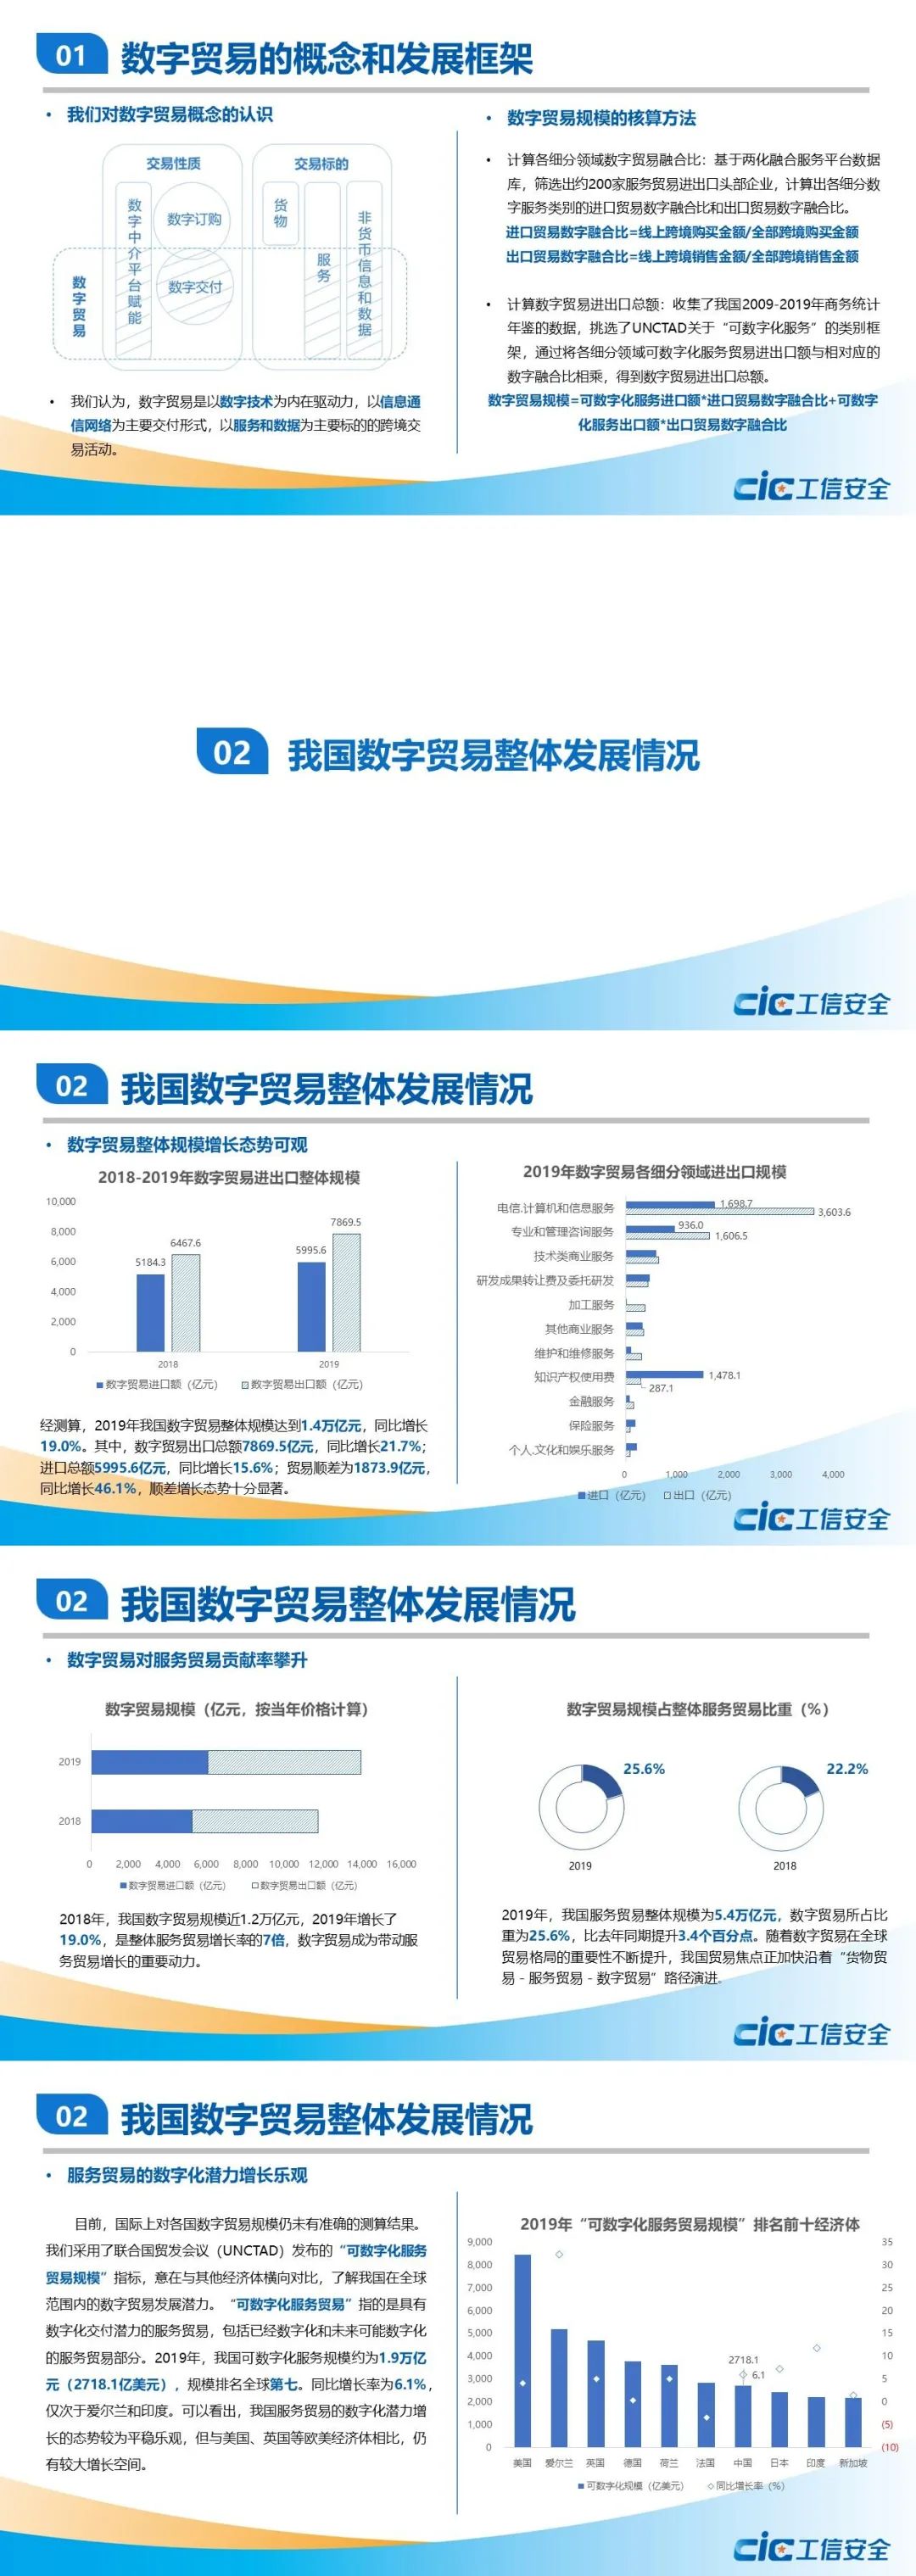 01 数字贸易的概念和发展框架
• 我们对数字贸易概念的认识
交易性质
交易标的
数字中介平台赋能
数字订购
数字交付
货物
服务
非货币信息和数据
数字贸易
• 我们认为，数字贸易是以数字技术为内在驱动力，以信息通
信网络为主要交付形式，以服务和数据为主要标的的跨境交
易活动。
• 数字贸易规模的核算方法
• 计算各细分领域数字贸易融合比：基于两化融合服务平台数据
库，筛选出约200家服务贸易进出口头部企业，计算出各细分数
字服务类别的进口贸易数字融合比和出口贸易数字融合比。
进口贸易数字融合比=线上跨境购买金额/全部跨境购买金额
出口贸易数字融合比=线上跨境销售金额/全部跨境销售金额
• 计算数字贸易进出口总额：收集了我国2009-2019年商务统计
年鉴的数据，挑选了UNCTAD关于“可数字化服务”的类别框
架，通过将各细分领域可数字化服务贸易进出口额与相对应的
数字融合比相乘，得到数字贸易进出口总额。
数字贸易规模=可数字化服务进口额*进口贸易数字融合比+可数字
化服务出口额*出口贸易数字融合比
CIC工信安全
02 我国数字贸易整体发展情况
CIC工信安全
02 我国数字贸易整体发展情况
• 数字贸易整体规模增长态势可观
2018-2019年数字贸易进出口整体规模
10,000
8,000
6,000
4,000
2,000
0
5184.3
6467.6
5995.6
7869.5
2018
2019
数字贸易进口额（亿元）
数字贸易出口额（亿元）
经测算，2019年我国数字贸易整体规模达到1.4万亿元，同比增长
19.0%。其中，数字贸易出口总额7869.5亿元，同比增长21.7%；
进口总额5995.6亿元，同比增长15.6%；贸易顺差为1873.9亿元，
同比增长46.1%，顺差增长态势十分显著。
2019年数字贸易各细分领域进出口规模
电信.计算机和信息服务
1,698.7
3,603.6
专业和管理咨询服务
936.0
1,606.5
技术类商业服务
研发成果转让费及委托研发
加工服务
其他商业服务
维护和维修服务
知识产权使用费
1,478.1
287.1
金融服务
保险服务
个人.文化和娱乐服务
0 1,000 2,000 3,000 4,000
进口（亿元）
出口（亿元）
CIC工信安全
02 我国数字贸易整体发展情况
• 数字贸易对服务贸易贡献率攀升
数字贸易规模（亿元，按当年价格计算）
2019
2018
0 2,000 4,000 6,000 8,000 10,000 12,000 14,000 16,000
数字贸易进口额（亿元）
数字贸易出口额（亿元）
2018年，我国数字贸易规模近1.2万亿元，2019年增长了
19.0%，是整体服务贸易增长率的7倍，数字贸易成为带动服
务贸易增长的重要动力。
数字贸易规模占整体服务贸易比重（%）
25.6%
22.2%
2019
2018
2019年，我国服务贸易整体规模为5.4万亿元，数字贸易所占比
重为25.6%，比去年同期提升3.4个百分点。随着数字贸易在全球
贸易格局的重要性不断提升，我国贸易焦点正加快沿着“货物贸
易 - 服务贸易 - 数字贸易”路径演进。
CIC工信安全
02 我国数字贸易整体发展情况
• 服务贸易的数字化潜力增长乐观
目前，国际上对各国数字贸易规模仍未有准确的测算结果。
我们采用了联合国贸发会议（UNCTAD）发布的“可数字化服务
贸易规模”指标，意在与其他经济体横向对比，了解我国在全球
范围内的数字贸易发展潜力。“可数字化服务贸易”指的是具有
数字化交付潜力的服务贸易，包括已经数字化和未来可能数字化
的服务贸易部分。2019年，我国可数字化服务规模约为1.9万亿
元（2718.1亿美元），规模排名全球第七。同比增长率为6.1%，
仅次于爱尔兰和印度。可以看出，我国服务贸易的数字化潜力增
长的态势较为平稳乐观，但与美国、英国等欧美经济体相比，仍
有较大增长空间。
2019年“可数字化服务贸易规模”排名前十经济体
9,000
8,000
7,000
6,000
5,000
4,000
3,000
2,000
1,000
0
35
30
25
20
15
10
5
0
(5)
(10)
2718.1
6.1
美国 爱尔兰 英国 德国 荷兰 法国 中国 日本 印度 新加坡
可数字化规模（亿美元）
同比增长率（%）
CIC工信安全